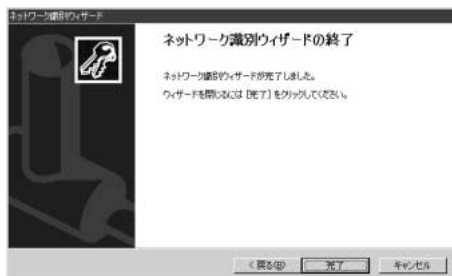 ネットワーク識別ウィザード
ネットワーク識別ウィザードの終了
ネットワーク識別ウィザードが完了しました。
ウィザードを閉じるには [完了] をクリックしてください。
< 戻る(B)
完了
キャンセル